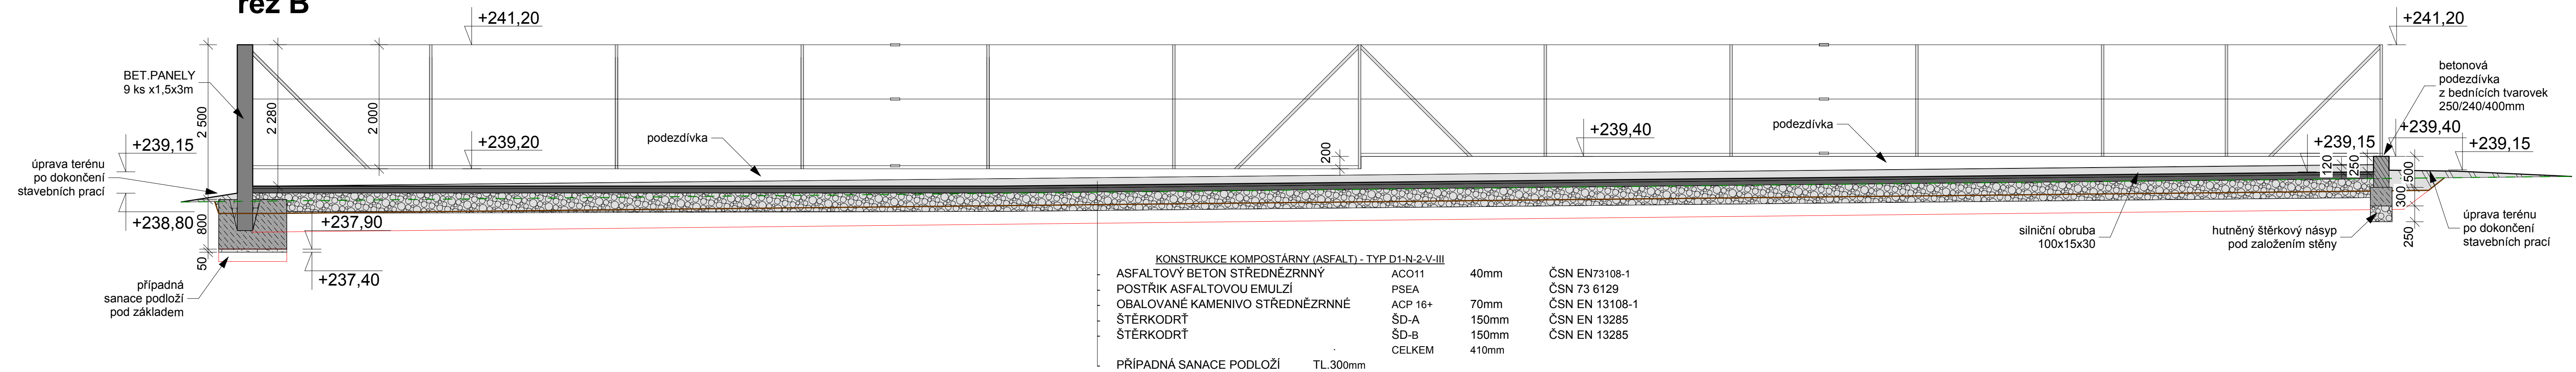 řez B
+241,20
+241,20
BET.PANELY
9 ks x1,5x3m
2 500
2 280
2 000
betonová
podezdívka
z bednících tvarovek
250/240/400mm
+239,15
+239,20
podezdívka
200
+239,40
podezdívka
+239,15
+239,40
+239,15
120
250
500
300
250
úprava terénu
po dokončení
stavebních prací
+238,80
800
50
+237,90
+237,40
případná
sanace podloží
pod základem
silniční obruba
100x15x30
hutněný štěrkový násyp
pod založením stěny
úprava terénu
po dokončení
stavebních prací
KONSTRUKCE KOMPOSTÁRNY (ASFALT) - TYP D1-N-2-V-III
ASFALTOVÝ BETON STŘEDNĚZRNNÝ ACO11 40mm ČSN EN73108-1
POSTŘIK ASFALTOVOU EMULZÍ PSEA ČSN 73 6129
OBALOVANÉ KAMENIVO STŘEDNĚZRNNÉ ACP 16+ 70mm ČSN EN 13108-1
ŠTĚRKODRŤ ŠD-A 150mm ČSN EN 13285
ŠTĚRKODRŤ ŠD-B 150mm ČSN EN 13285
CELKEM 410mm
PŘÍPADNÁ SANACE PODLOŽÍ TL.300mm